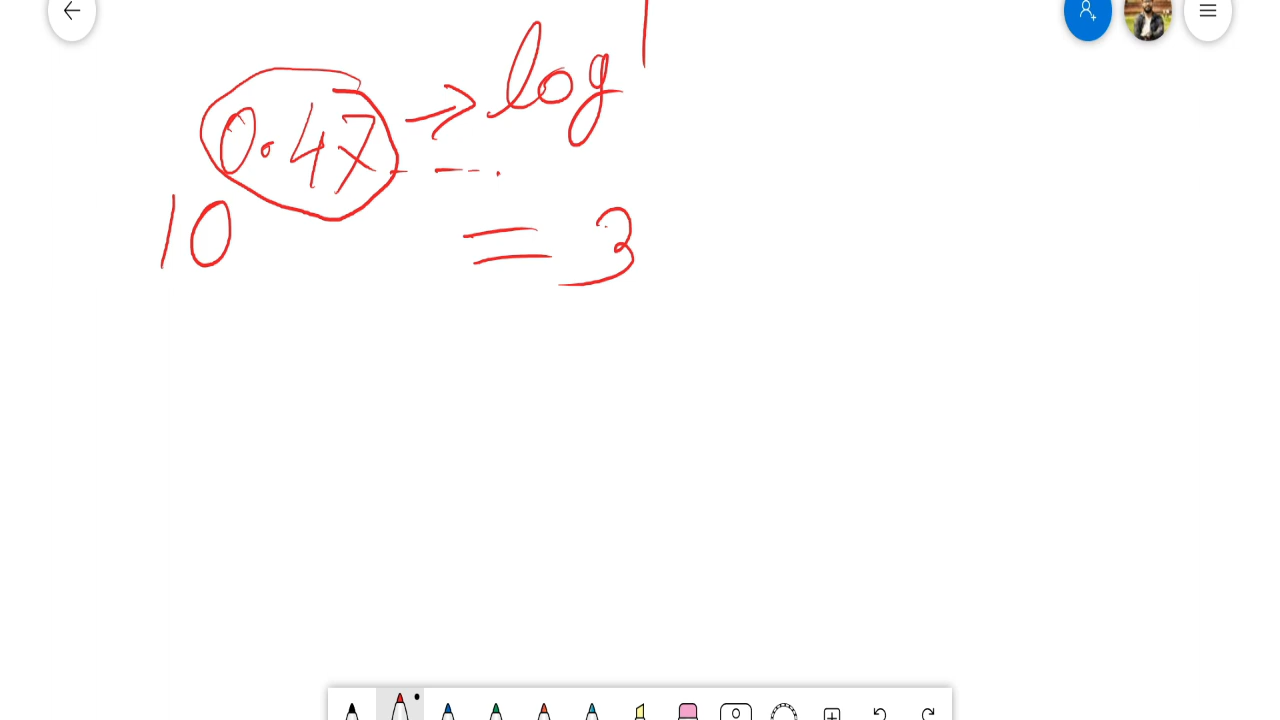 0.47 → log
- - - .
10 = 3